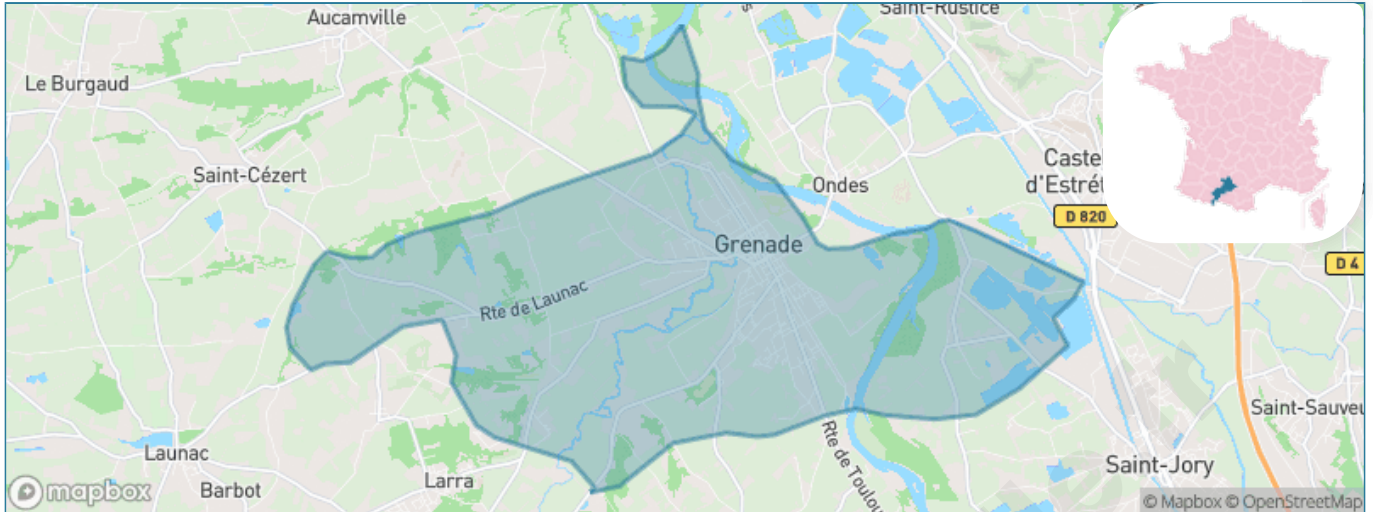 Aucamville
Saint-Rustice
Le Burgaud
Saint-Cézert
Ondes
Caste
d'Estréf
D 820
Grenade
D 4
Rte de Launac
Saint-Sauveu
Launac
Barbot
Larra
Rte de Toulou
Saint-Jory
mapbox
© Mapbox © OpenStreetMap